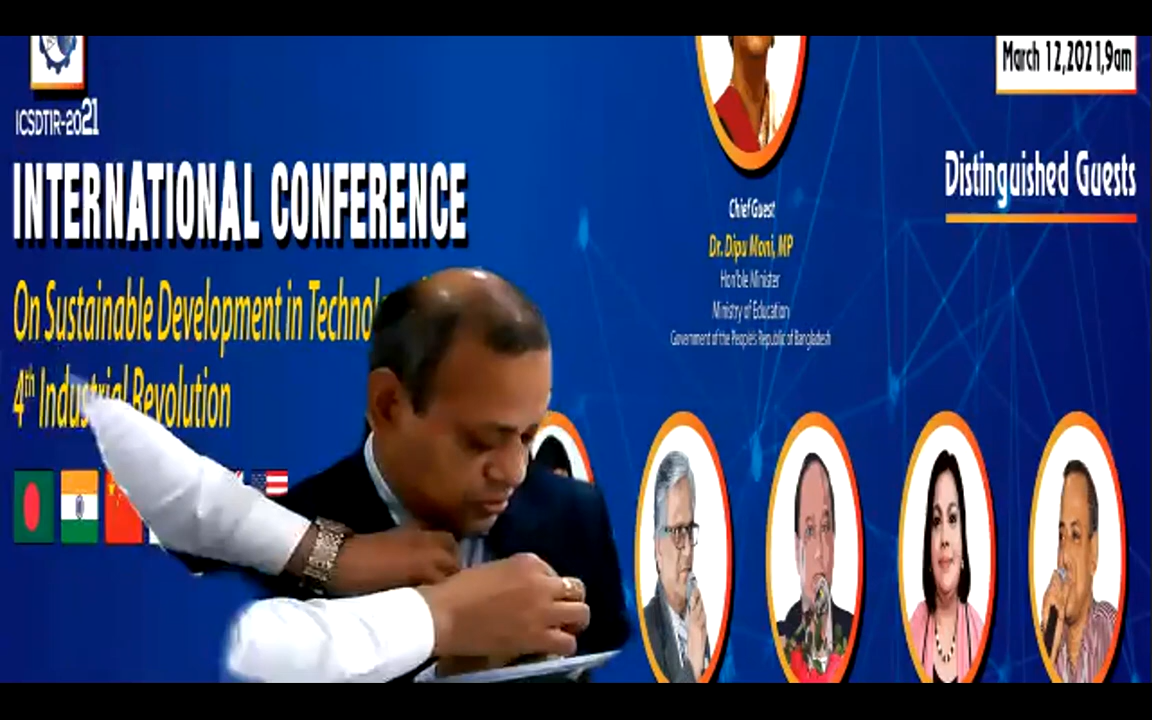 ICSDTIR-2021
INTERNATIONAL CONFERENCE
On Sustainable Development in
4th Industrial Revolution
Chief Guest
Dr. Dipu Moni, MP
Hon'ble Minister
Ministry of Education
Government of the People's Republic of Bangladesh
March 12,2021,9am
Distinguished Guests